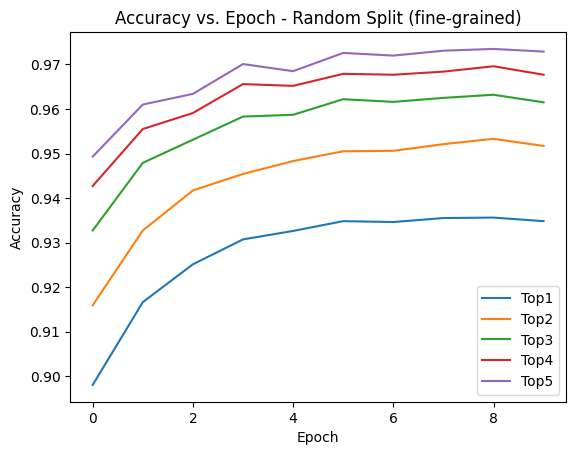 Accuracy vs. Epoch - Random Split (fine-grained)
0.97
0.96
0.95
0.94
0.93
0.92
0.91
0.90
Accuracy
0
2
4
6
8
Epoch
Top1
Top2
Top3
Top4
Top5